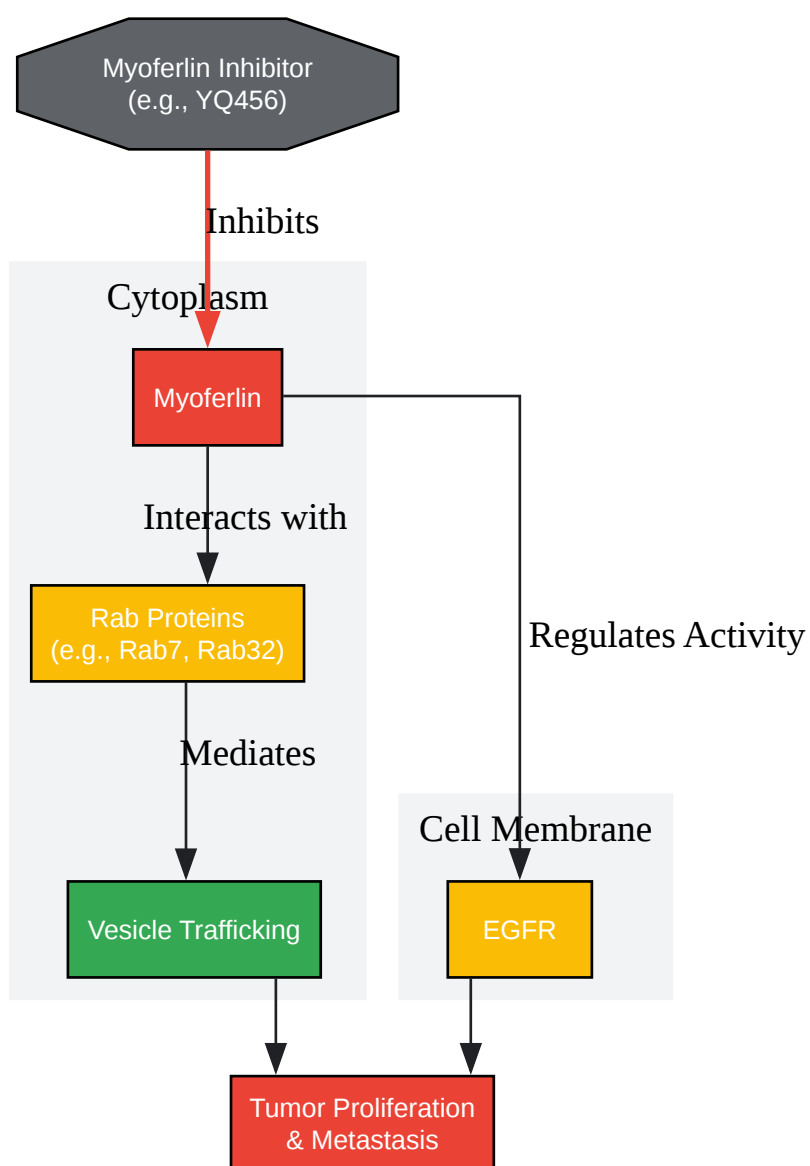 Myoferlin Inhibitor
(e.g., YQ456)
Inhibits
Cytoplasm
Myoferlin
Interacts with
Rab Proteins
(e.g., Rab7, Rab32)
Regulates Activity
Mediates
Cell Membrane
Vesicle Trafficking
EGFR
Tumor Proliferation
& Metastasis